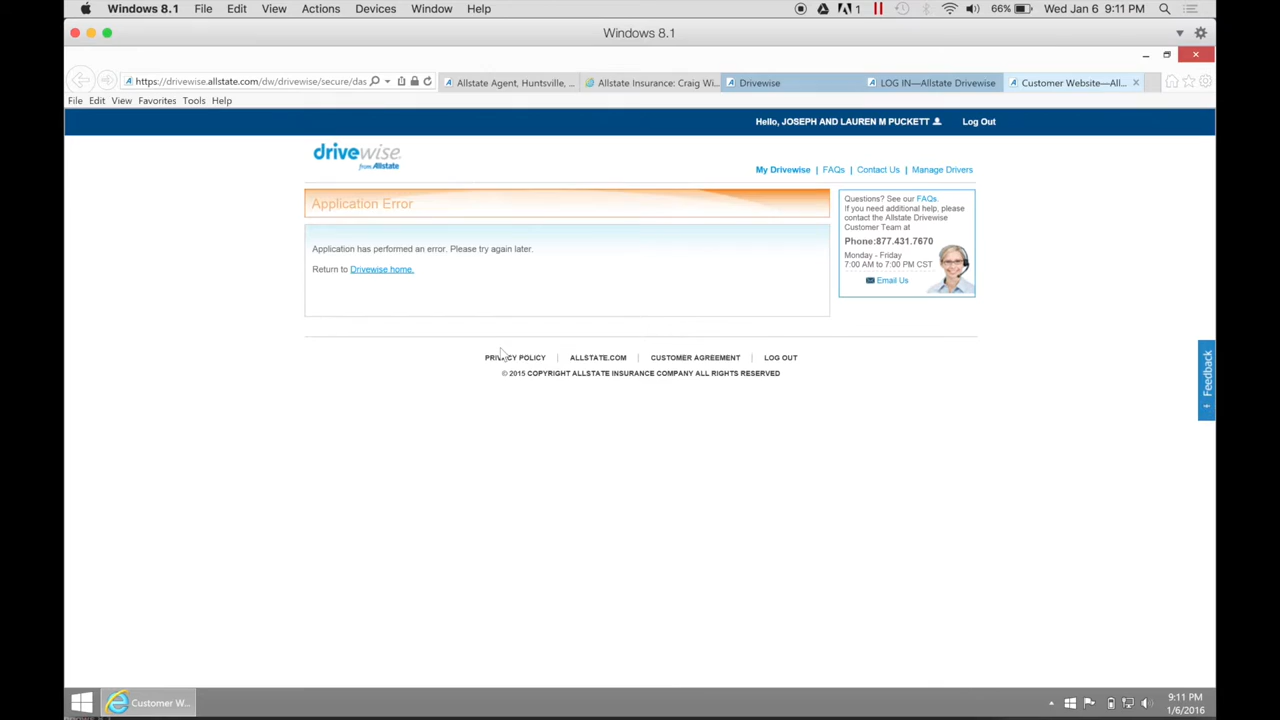 Windows 8.1 File Edit View Actions Devices Window Help 1 66% Wed Jan 6 9:11 PM
Windows 8.1
https://drivewise.allstate.com/dw/drivewise/secure/das Allstate Agent, Huntsville, ... Allstate Insurance: Craig Wi... Drivewise LOG IN—Allstate Drivewise Customer Website—All...
File Edit View Favorites Tools Help
Hello, JOSEPH AND LAUREN M PUCKETT Log Out
drivewise
from Allstate
My Drivewise | FAQs | Contact Us | Manage Drivers
Application Error
Application has performed an error. Please try again later.
Return to Drivewise home.
Questions? See our FAQs.
If you need additional help, please
contact the Allstate Drivewise
Customer Team at
Phone:877.431.7670
Monday - Friday
7:00 AM to 7:00 PM CST
Email Us
PRIVACY POLICY | ALLSTATE.COM | CUSTOMER AGREEMENT | LOG OUT
© 2015 COPYRIGHT ALLSTATE INSURANCE COMPANY ALL RIGHTS RESERVED
+ Feedback
Customer W...
9:11 PM
1/6/2016